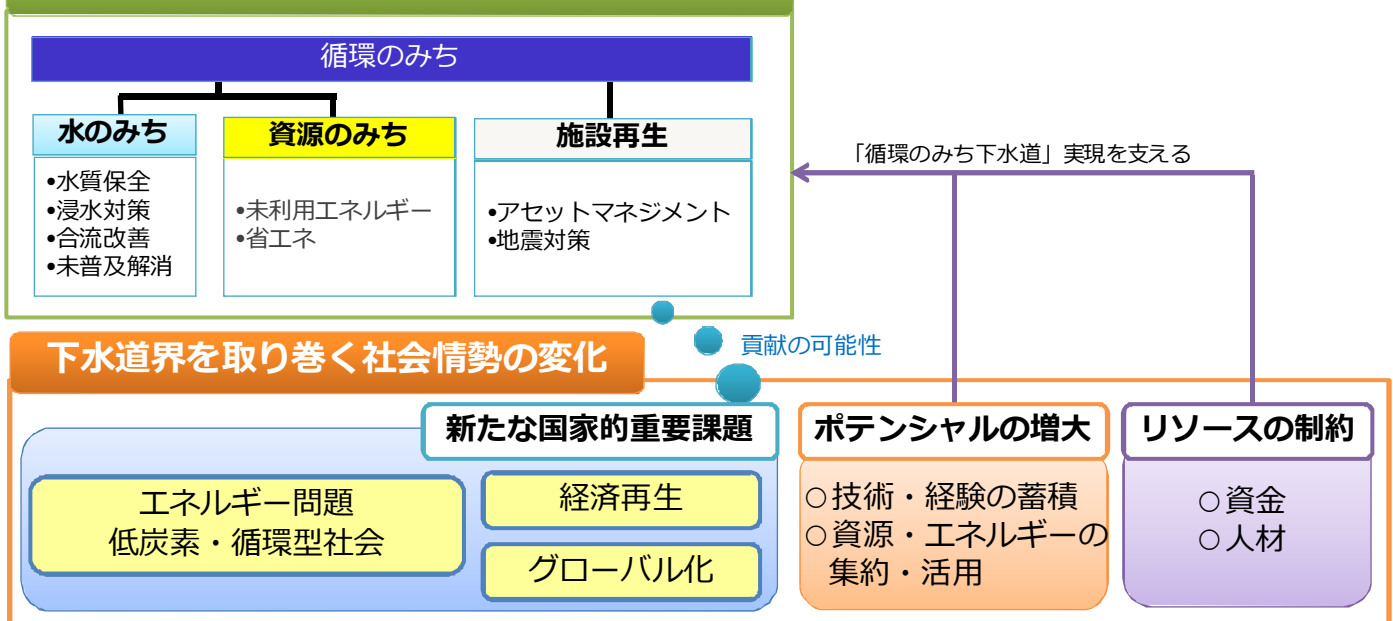 循環のみち
水のみち
•水質保全
•浸水対策
•合流改善
•未普及解消
資源のみち
•未利用エネルギー
•省エネ
施設再生
•アセットマネジメント
•地震対策
「循環のみち下水道」実現を支える
貢献の可能性
下水道界を取り巻く社会情勢の変化
新たな国家的重要課題
エネルギー問題
低炭素・循環型社会
経済再生
グローバル化
ポテンシャルの増大
○技術・経験の蓄積
○資源・エネルギーの
集約・活用
リソースの制約
○資金
○人材